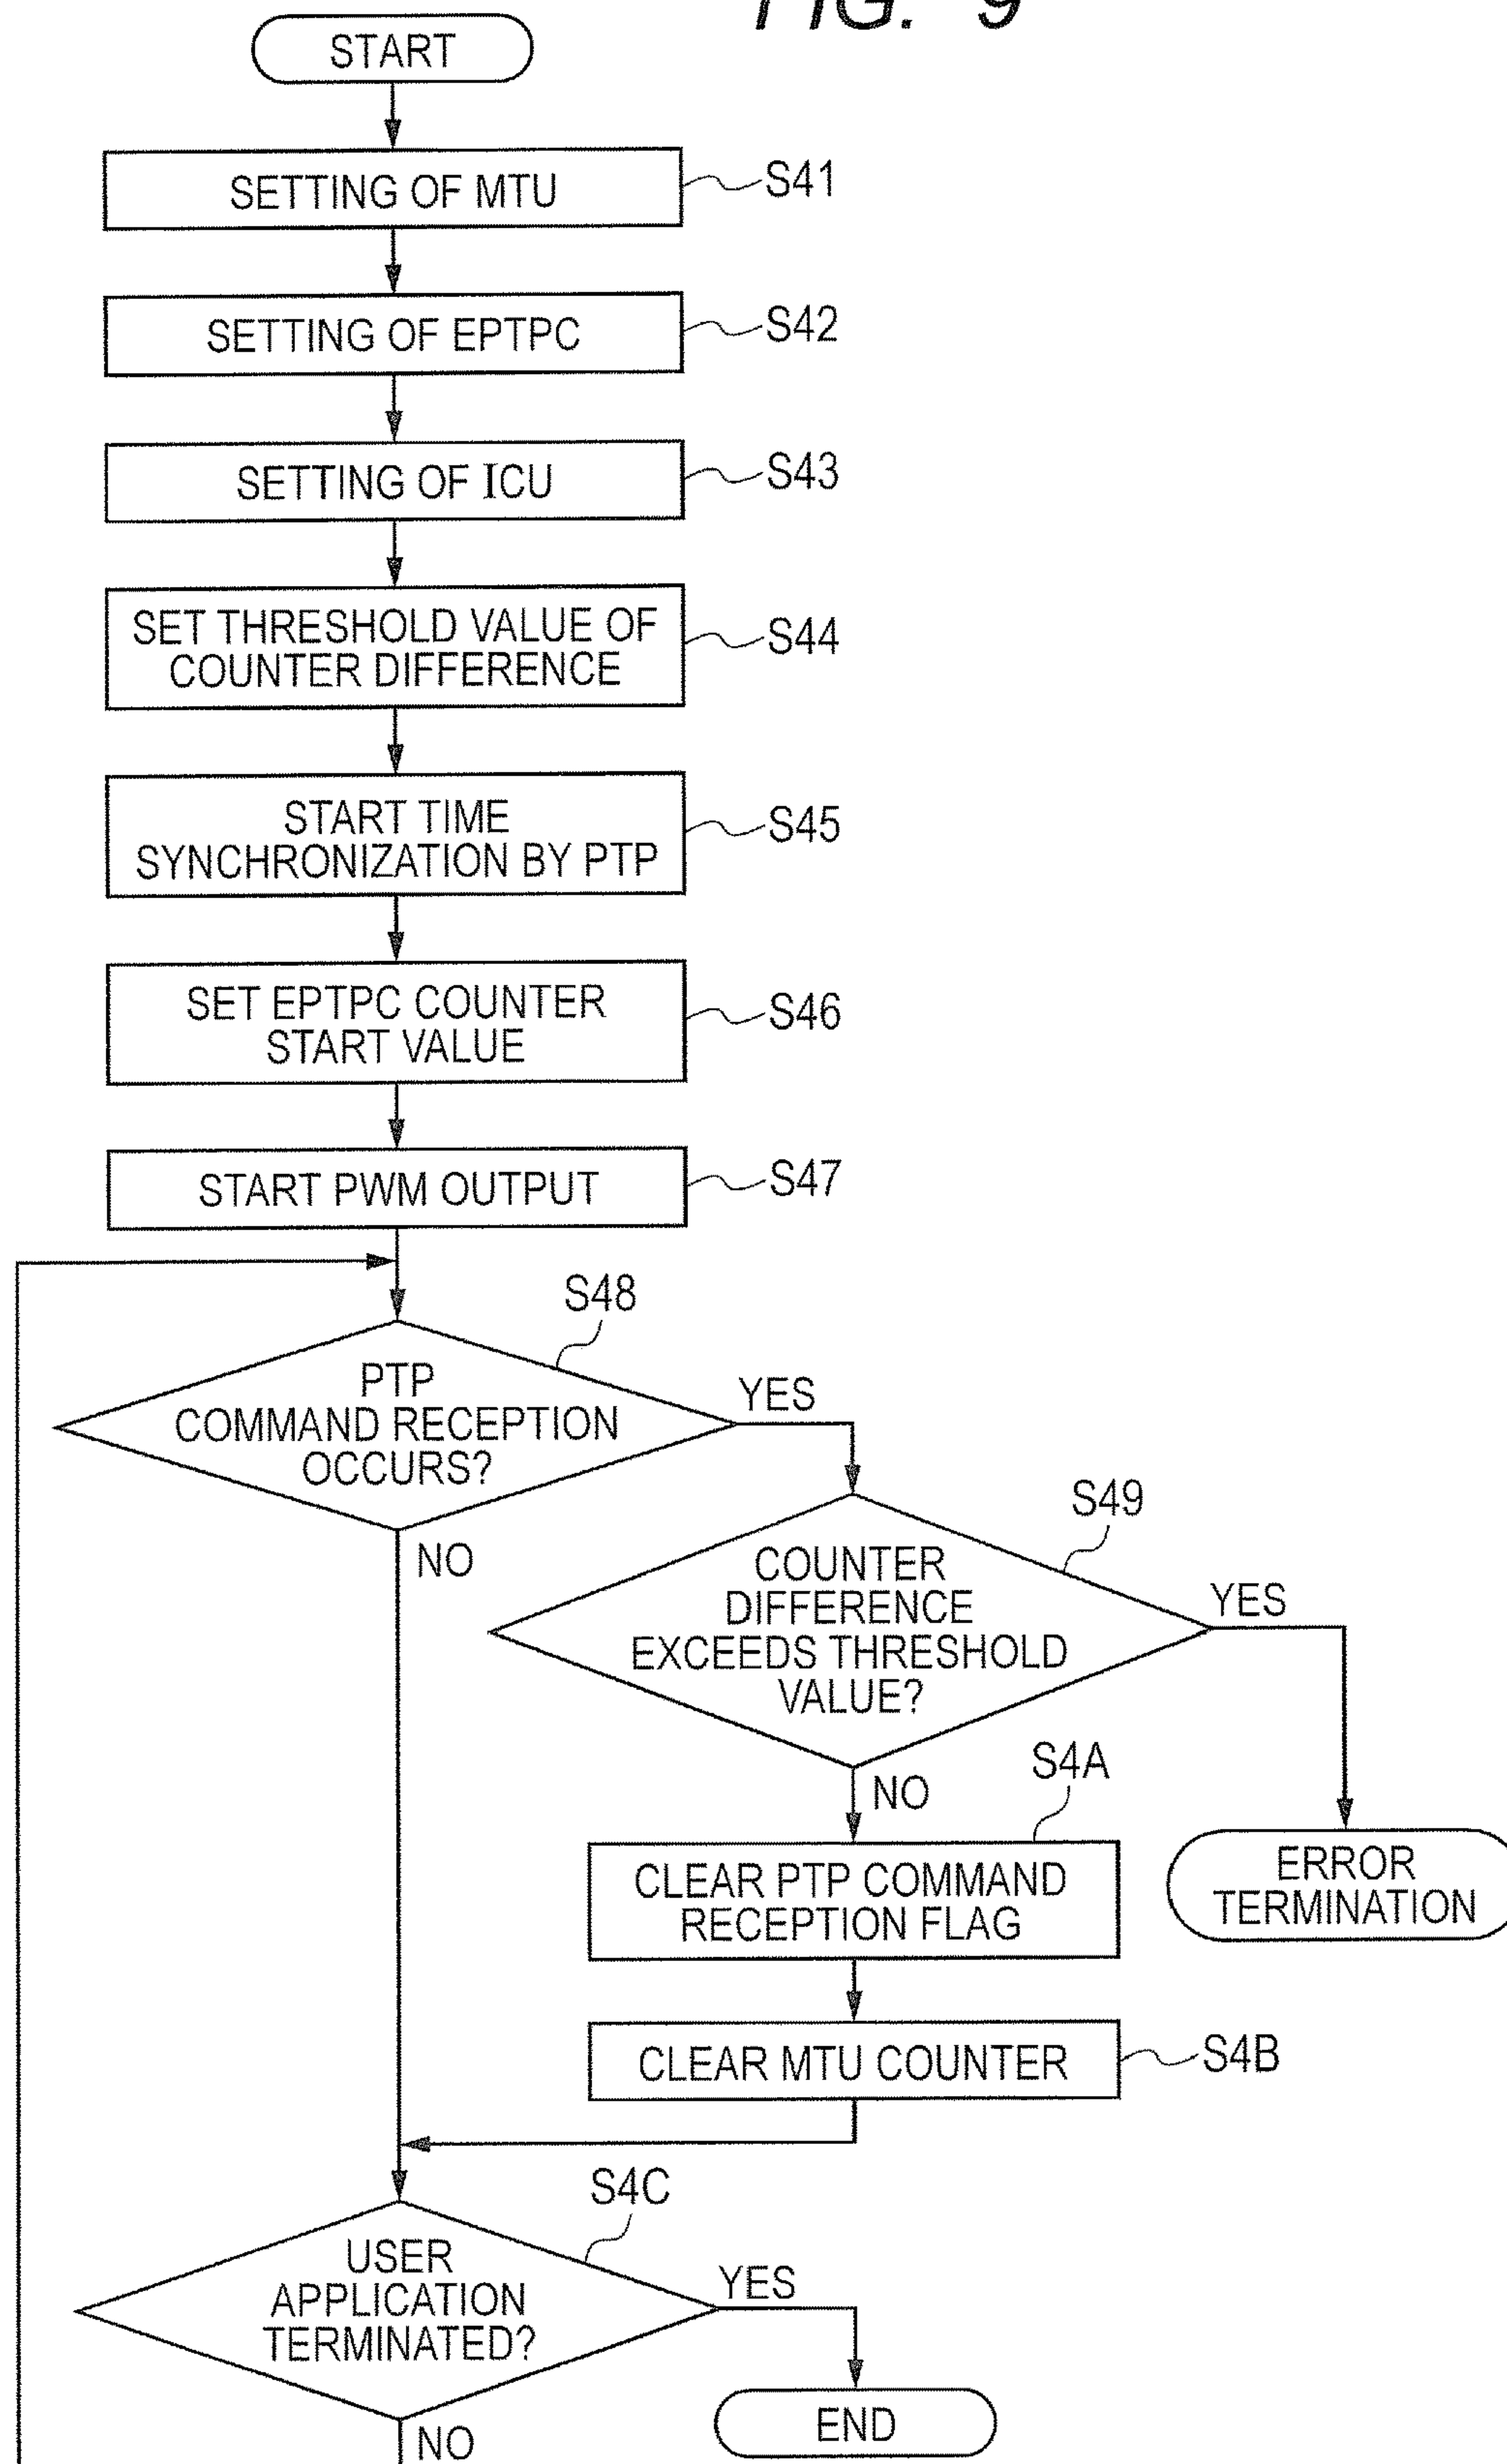 FIG. 9
START
SETTING OF MTU
S41
SETTING OF EPTPC
S42
SETTING OF ICU
S43
SET THRESHOLD VALUE OF
COUNTER DIFFERENCE
S44
START TIME
SYNCHRONIZATION BY PTP
S45
SET EPTPC COUNTER
START VALUE
S46
START PWM OUTPUT
S47
S48
PTP
COMMAND RECEPTION
OCCURS?
YES
NO
S49
COUNTER
DIFFERENCE
EXCEEDS THRESHOLD
VALUE?
YES
NO
S4A
CLEAR PTP COMMAND
RECEPTION FLAG
ERROR
TERMINATION
CLEAR MTU COUNTER
S4B
S4C
USER
APPLICATION
TERMINATED?
YES
NO
END